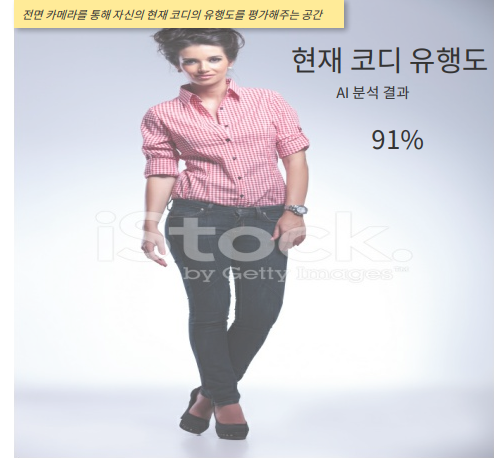 전면 카메라를 통해 자신의 현재 코디의 유행도를 평가해주는 공간
현재 코디 유행도
AI 분석 결과
91%
iStock.
by Getty Images™